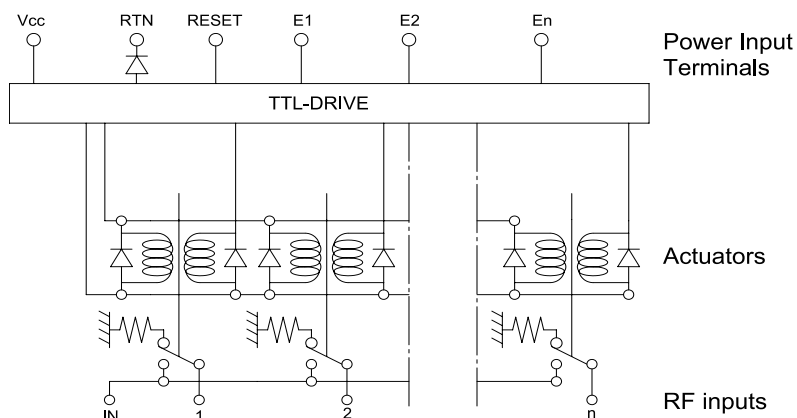 Vcc RTN RESET E1 E2 En
Power Input
Terminals
TTL-DRIVE
Actuators
IN 1 2 n
RF inputs